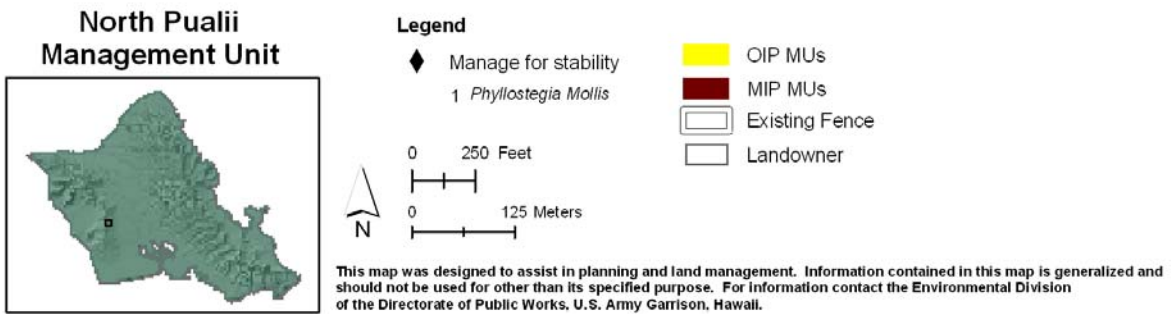 North Pualii
Management Unit
Legend
Manage for stability
1 Phyllostegia Mollis
0 250 Feet
0 125 Meters
N
OIP MUs
MIP MUs
Existing Fence
Landowner
This map was designed to assist in planning and land management. Information contained in this map is generalized and
should not be used for other than its specified purpose. For information contact the Environmental Division
of the Directorate of Public Works, U.S. Army Garrison, Hawaii.